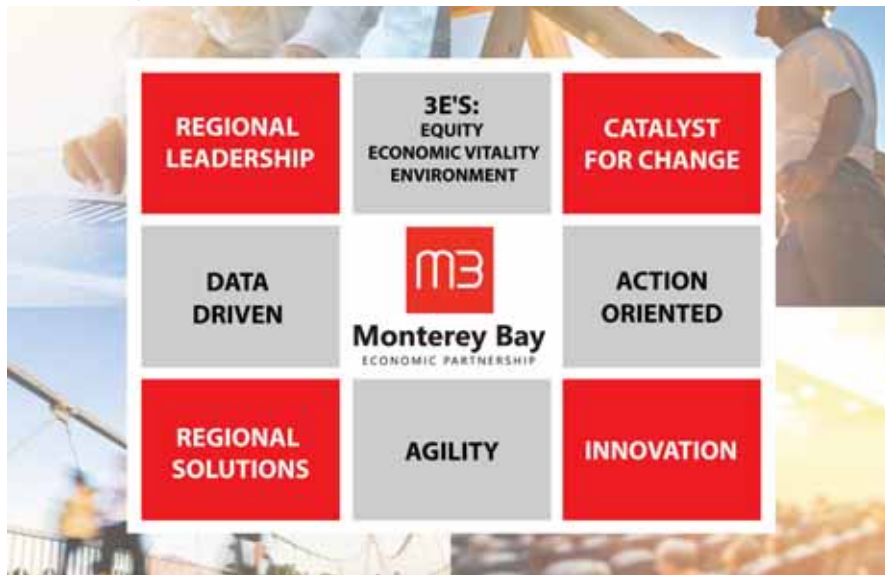 REGIONAL
LEADERSHIP
3E'S:
EQUITY
ECONOMIC VITALITY
ENVIRONMENT
CATALYST
FOR CHANGE
DATA
DRIVEN
mB
Monterey Bay
ECONOMIC PARTNERSHIP
ACTION
ORIENTED
REGIONAL
SOLUTIONS
AGILITY
INNOVATION